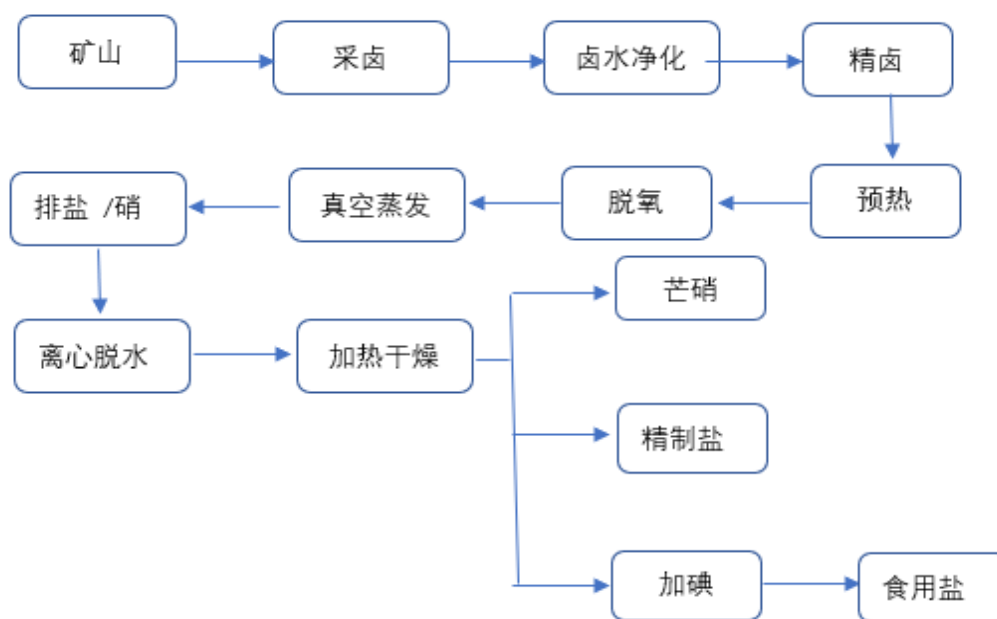 矿山
采卤
卤水净化
精卤
预热
脱氧
真空蒸发
排盐 /硝
离心脱水
加热干燥
芒硝
精制盐
加碘
食用盐